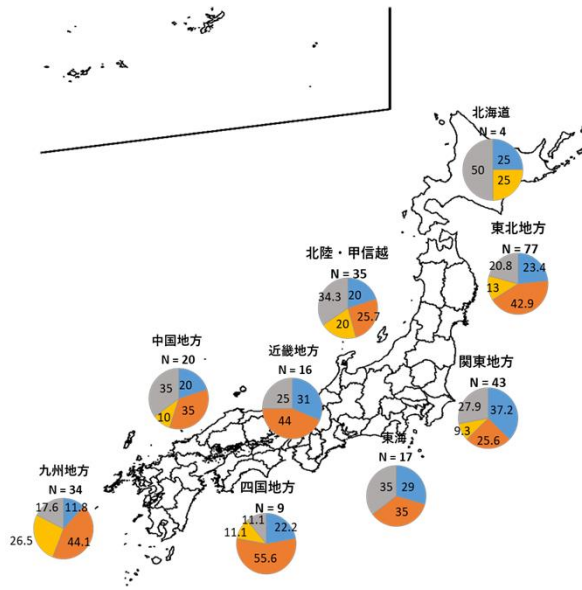 北海道
N = 4
25
25
50
東北地方
N = 77
20.8
23.4
13
42.9
北陸・甲信越
N = 35
34.3
20
20
25.7
中国地方
N = 20
35
20
10
35
近畿地方
N = 16
25
31
44
関東地方
N = 43
27.9
37.2
9.3
25.6
東海
N = 17
35
29
35
九州地方
N = 34
17.6
11.8
26.5
44.1
四国地方
N = 9
11.1
22.2
11.1
55.6